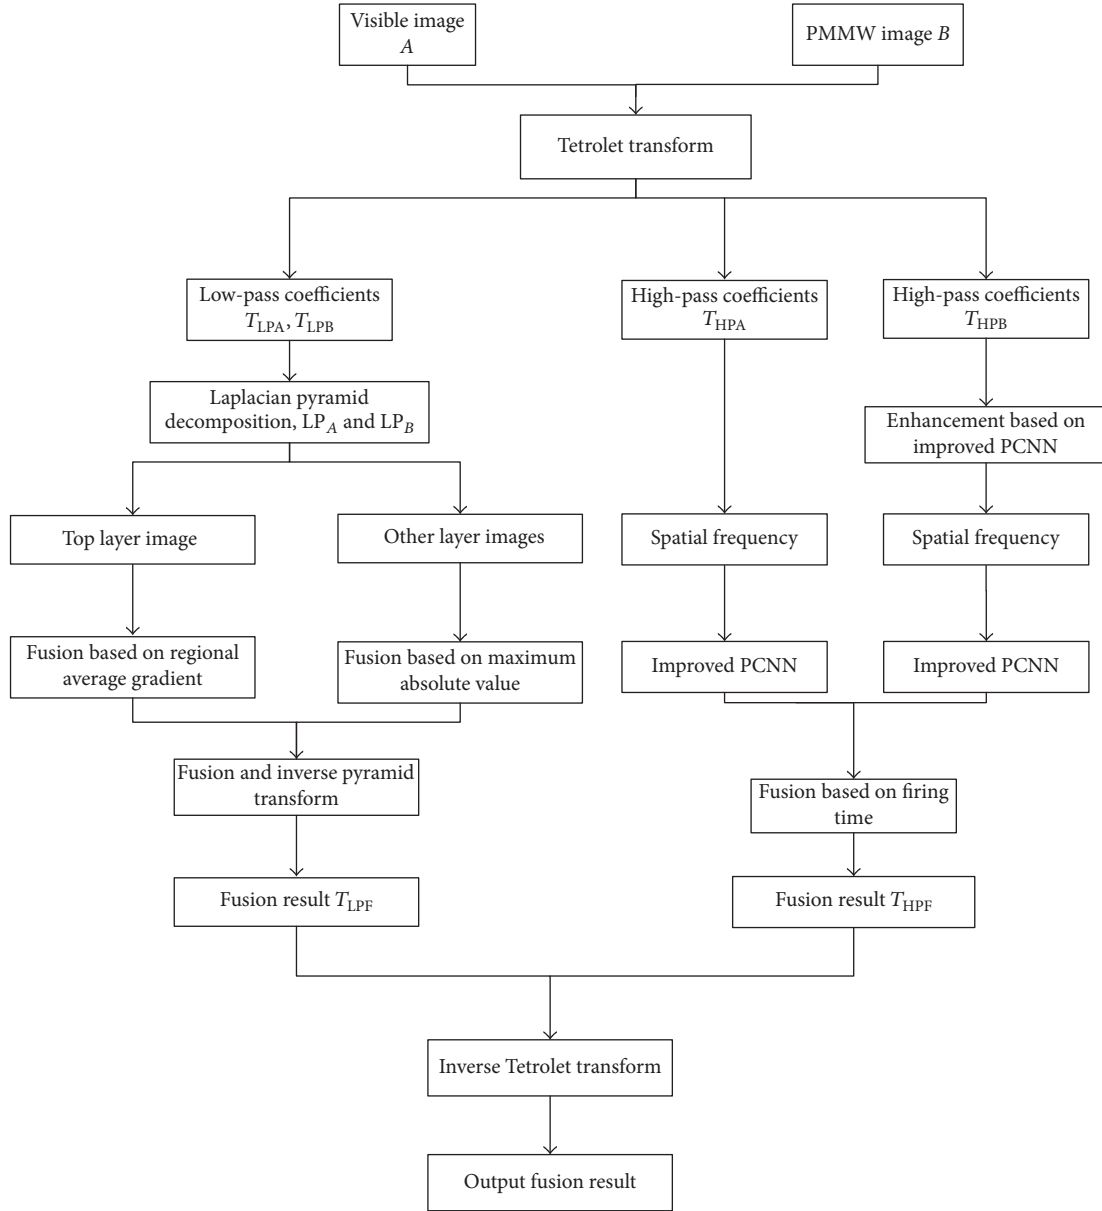 Visible image
A
PMMW image B
Tetrolet transform
Low-pass coefficients
T_LPA, T_LPB
High-pass coefficients
T_HPA
High-pass coefficients
T_HPB
Laplacian pyramid
decomposition, LP_A and LP_B
Enhancement based on
improved PCNN
Top layer image
Other layer images
Spatial frequency
Spatial frequency
Fusion based on regional
average gradient
Fusion based on maximum
absolute value
Improved PCNN
Improved PCNN
Fusion and inverse pyramid
transform
Fusion based on firing
time
Fusion result T_LPF
Fusion result T_HPF
Inverse Tetrolet transform
Output fusion result